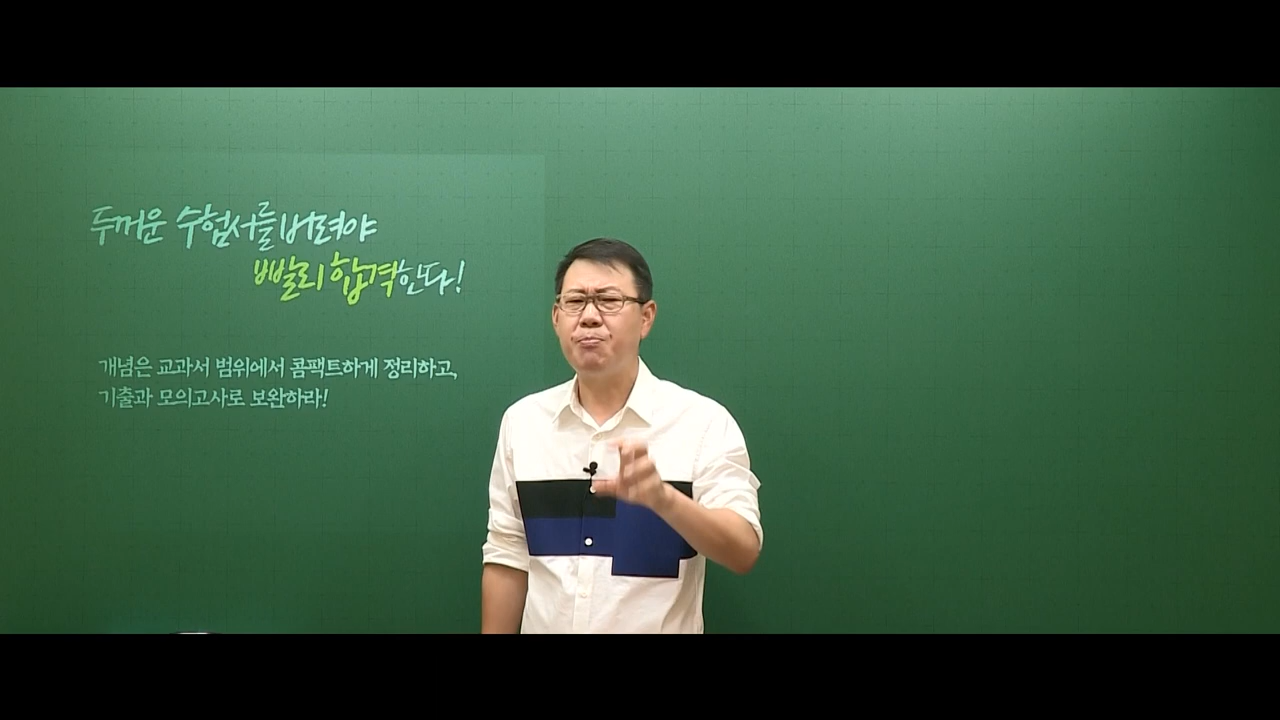 두꺼운 수험서를 버려야
빨리 합격한다!
개념은 교과서 범위에서 콤팩트하게 정리하고,
기출과 모의고사로 보완하라!